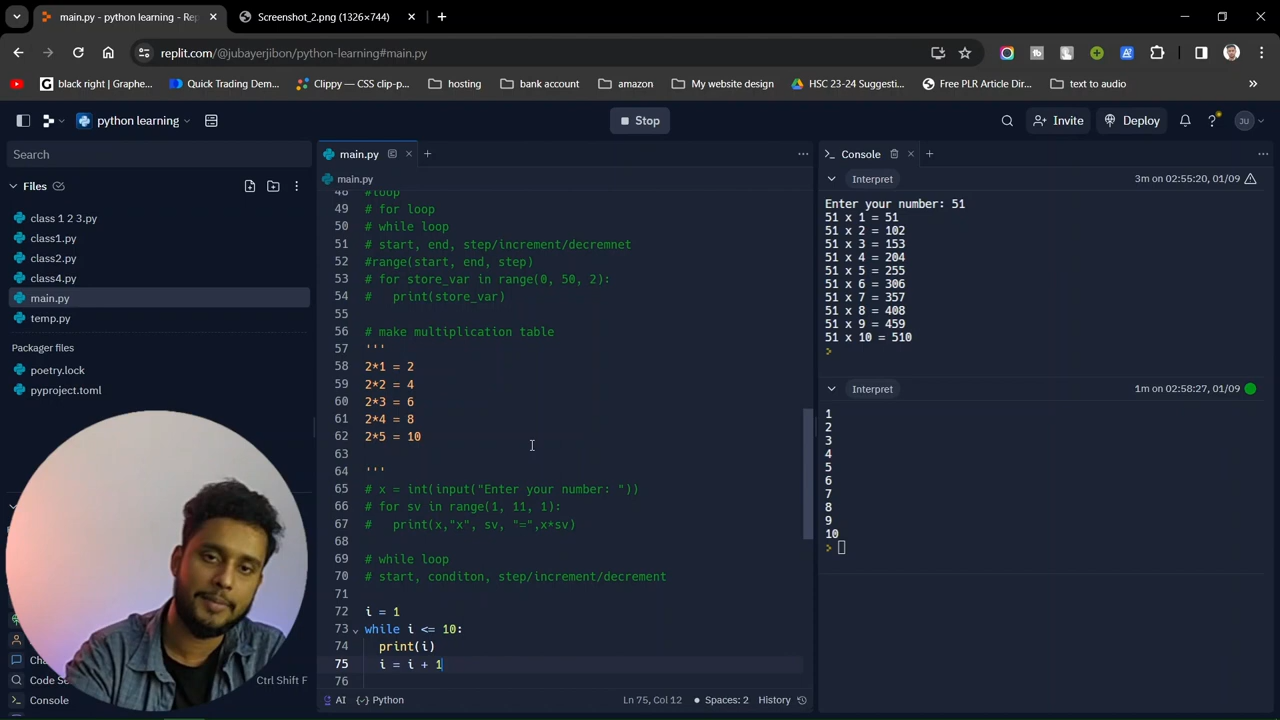 main.py - python learning - Rep
Screenshot_2.png (1326×744)
replit.com/@jubayerjibon/python-learning#main.py
black right | Graphe...
Quick Trading Dem...
Clippy — CSS clip-p...
hosting
bank account
amazon
My website design
HSC 23-24 Suggesti...
Free PLR Article Dir...
text to audio
python learning
Stop
Invite
Deploy
JU
Search
Files
class 1 2 3.py
class1.py
class2.py
class4.py
main.py
temp.py
Packager files
poetry.lock
pyproject.toml
Code Se
Ctrl Shift F
Console
main.py
main.py
48 #loop
49 # for loop
50 # while loop
51 # start, end, step/increment/decremnet
52 #range(start, end, step)
53 # for store_var in range(0, 50, 2):
54 #   print(store_var)
55
56 # make multiplication table
57 '''
58 2*1 = 2
59 2*2 = 4
60 2*3 = 6
61 2*4 = 8
62 2*5 = 10
63
64 '''
65 # x = int(input("Enter your number: "))
66 # for sv in range(1, 11, 1):
67 #   print(x,"x", sv, "=",x*sv)
68
69 # while loop
70 # start, conditon, step/increment/decrement
71
72 i = 1
73 while i <= 10:
74   print(i)
75   i = i + 1
76
AI
Python
Ln 75, Col 12
Spaces: 2
History
Console
Interpret
3m on 02:55:20, 01/09
Enter your number: 51
51 x 1 = 51
51 x 2 = 102
51 x 3 = 153
51 x 4 = 204
51 x 5 = 255
51 x 6 = 306
51 x 7 = 357
51 x 8 = 408
51 x 9 = 459
51 x 10 = 510
Interpret
1m on 02:58:27, 01/09
1
2
3
4
5
6
7
8
9
10